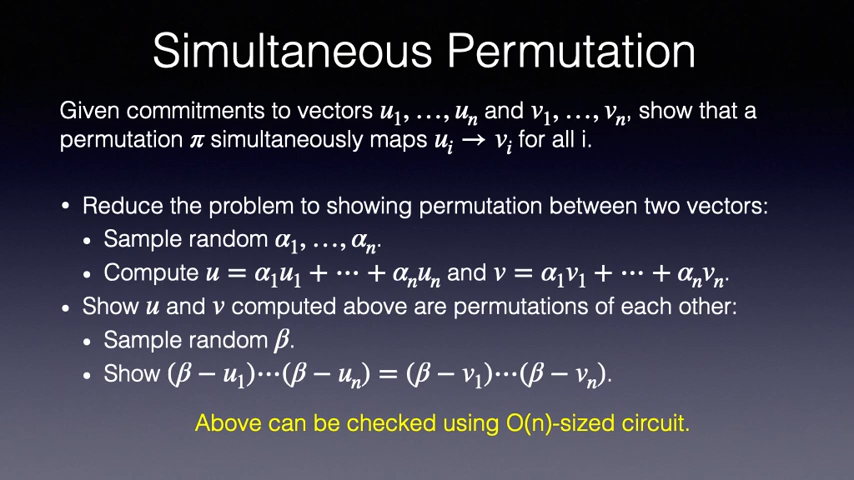 Simultaneous Permutation
Given commitments to vectors u₁, …, uₙ and v₁, …, vₙ, show that a
permutation π simultaneously maps uᵢ → vᵢ for all i.
• Reduce the problem to showing permutation between two vectors:
• Sample random α₁, …, αₙ.
• Compute u = α₁u₁ + ⋯ + αₙuₙ and v = α₁v₁ + ⋯ + αₙvₙ.
• Show u and v computed above are permutations of each other:
• Sample random β.
• Show (β − u₁)⋯(β − uₙ) = (β − v₁)⋯(β − vₙ).
Above can be checked using O(n)-sized circuit.